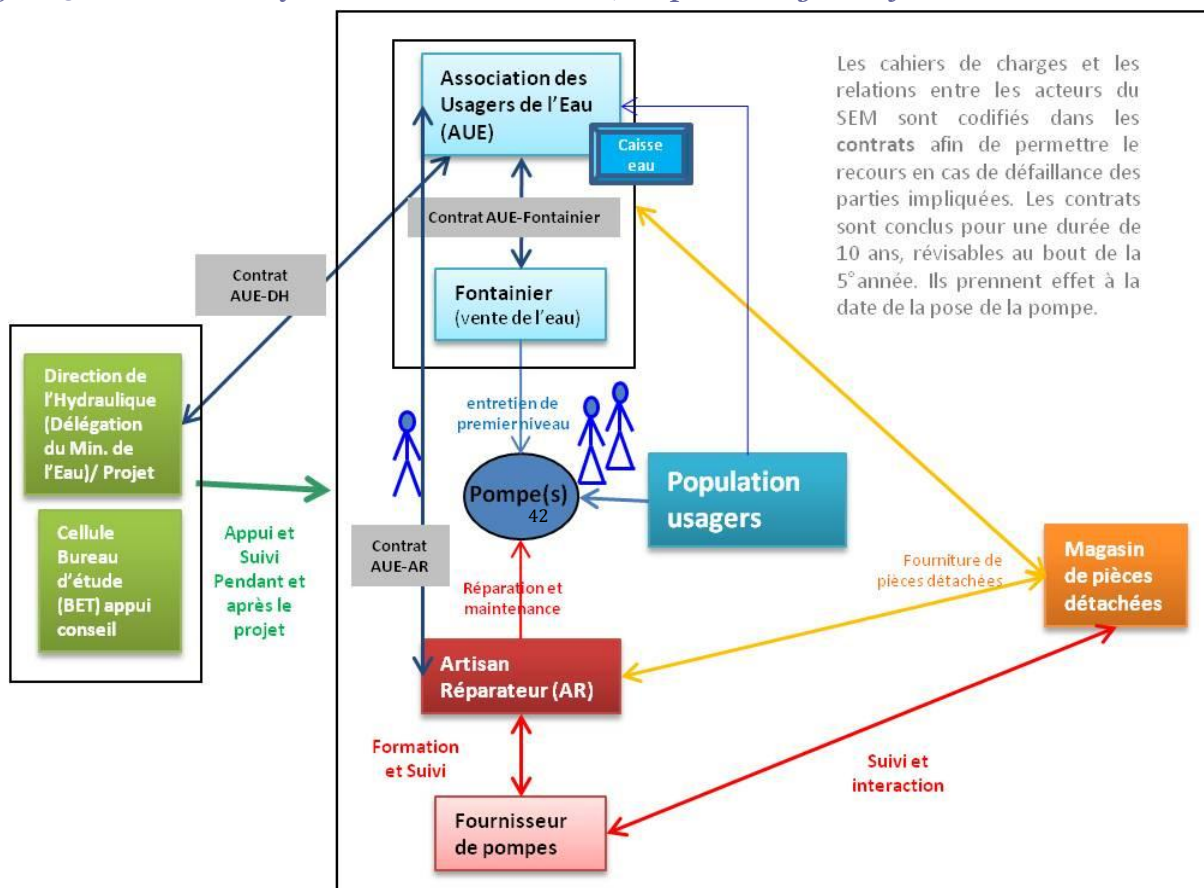 Association des
Usagers de l'Eau
(AUE)
Caisse
eau
Les cahiers de charges et les
relations entre les acteurs du
SEM sont codifiés dans les
contrats afin de permettre le
recours en cas de défaillance des
parties impliquées. Les contrats
sont conclus pour une durée de
10 ans, révisables au bout de la
5°année. Ils prennent effet à la
date de la pose de la pompe.
Contrat AUE-Fontainier
Contrat
AUE-DH
Fontainier
(vente de l'eau)
Direction de
l'Hydraulique
(Délégation
du Min. de
l'Eau)/ Projet
entretien de
premier niveau
Pompe(s)
42
Population
usagers
Cellule
Bureau
d'étude
(BET) appui
conseil
Appui et
Suivi
Pendant et
après le
projet
Contrat
AUE-AR
Réparation et
maintenance
Fourniture de
pièces détachées
Magasin
de pièces
détachées
Artisan
Réparateur (AR)
Formation
et Suivi
Suivi et
interaction
Fournisseur
de pompes